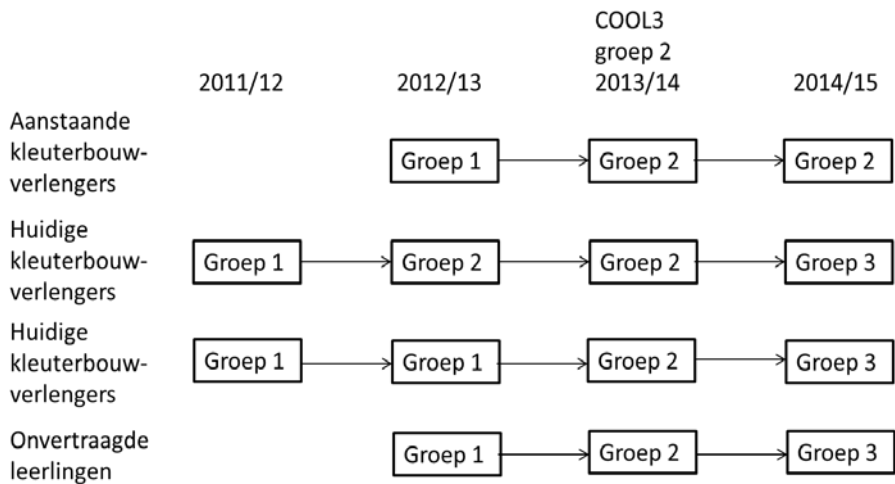 COOL3
groep 2
2011/12 2012/13 2013/14 2014/15
Aanstaande
kleuterbouw-
verlengers
Groep 1 Groep 2 Groep 2
Huidige
kleuterbouw-
verlengers
Groep 1 Groep 2 Groep 2 Groep 3
Huidige
kleuterbouw-
verlengers
Groep 1 Groep 1 Groep 2 Groep 3
Onvertraagde
leerlingen
Groep 1 Groep 2 Groep 3